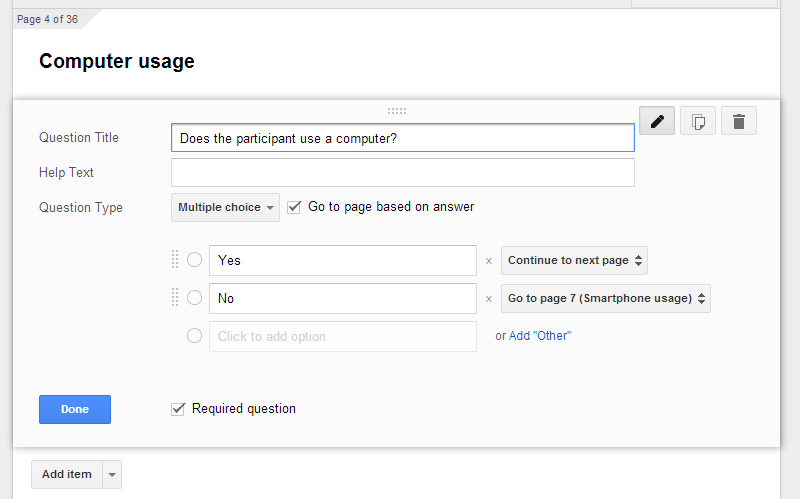 Page 4 of 36
Computer usage
Question Title Does the participant use a computer?
Help Text
Question Type Multiple choice Go to page based on answer
Yes x Continue to next page
No x Go to page 7 (Smartphone usage)
Click to add option or Add "Other"
Done Required question
Add item